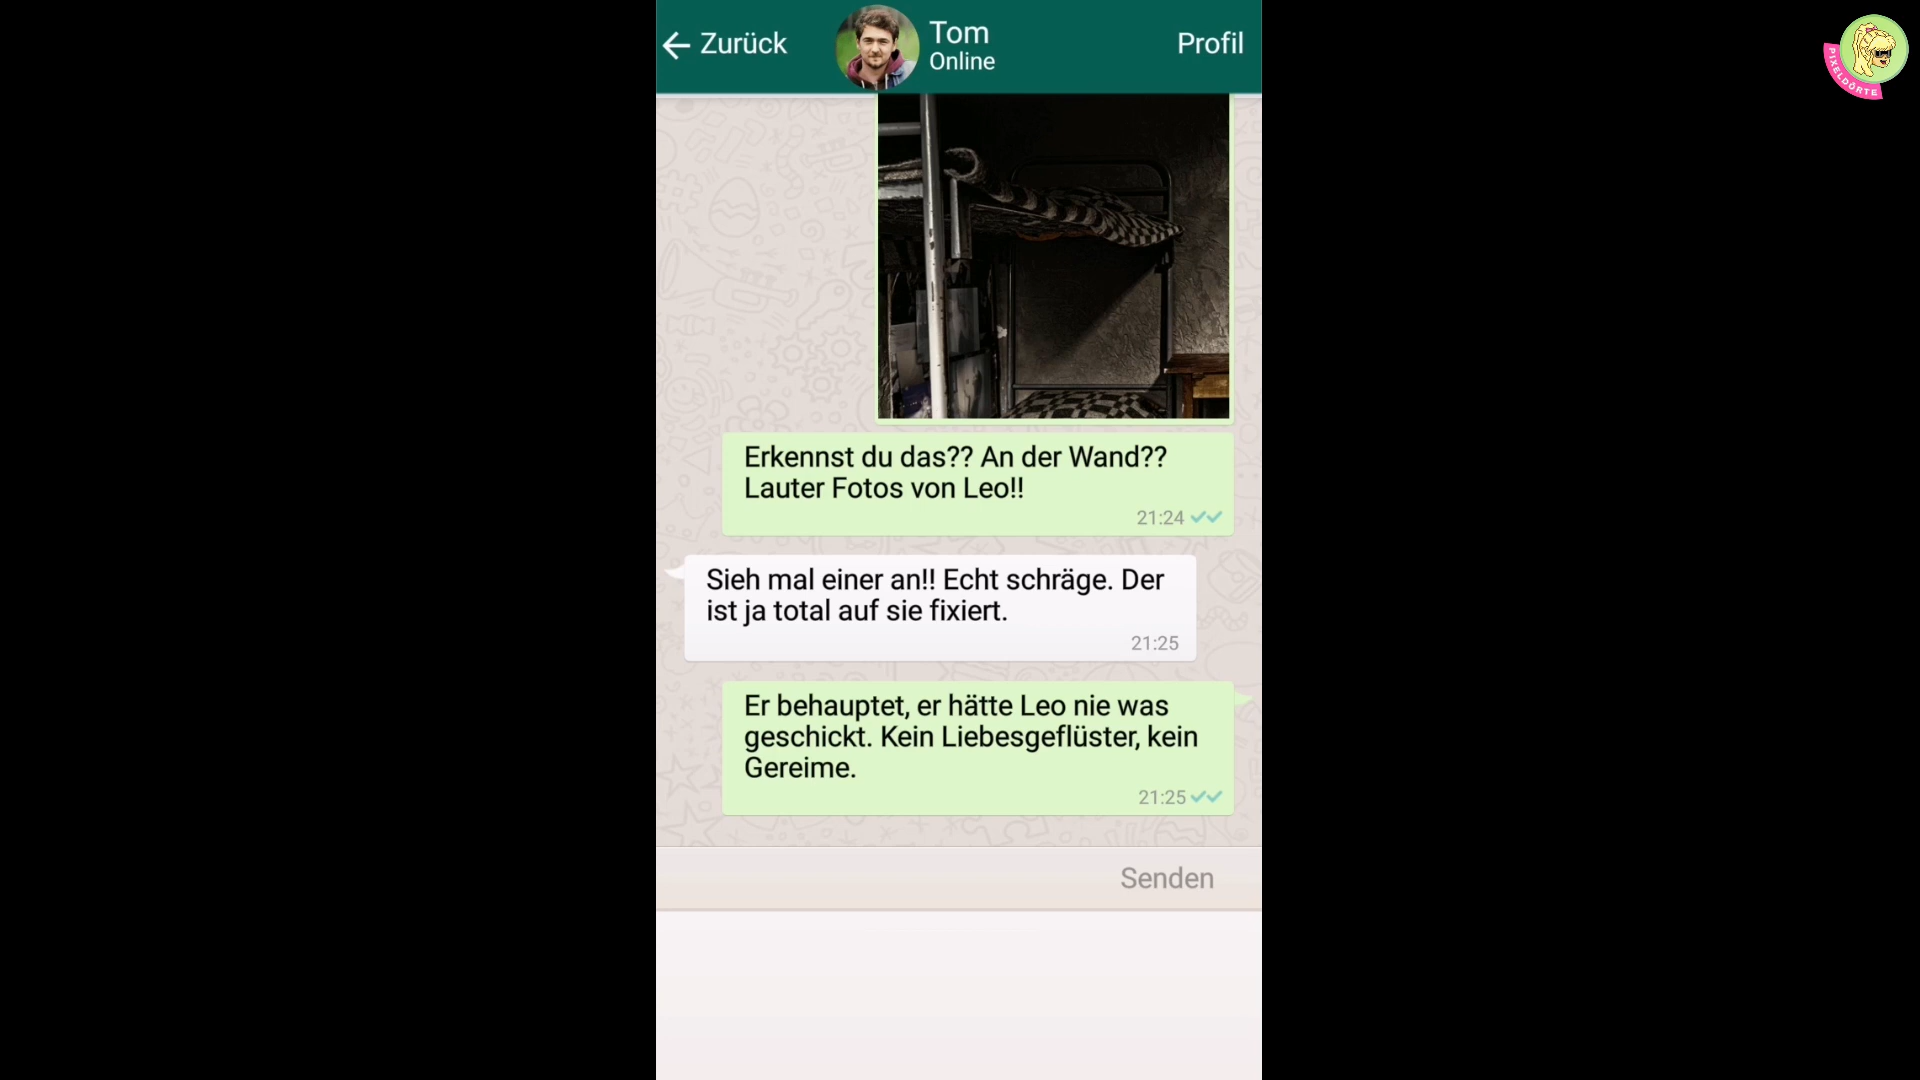 Zurück
Tom
Online
Profil
PIXELDÖRTE
Erkennst du das?? An der Wand??
Lauter Fotos von Leo!!
21:24
Sieh mal einer an!! Echt schräge. Der
ist ja total auf sie fixiert.
21:25
Er behauptet, er hätte Leo nie was
geschickt. Kein Liebesgeflüster, kein
Gereime.
21:25
Senden